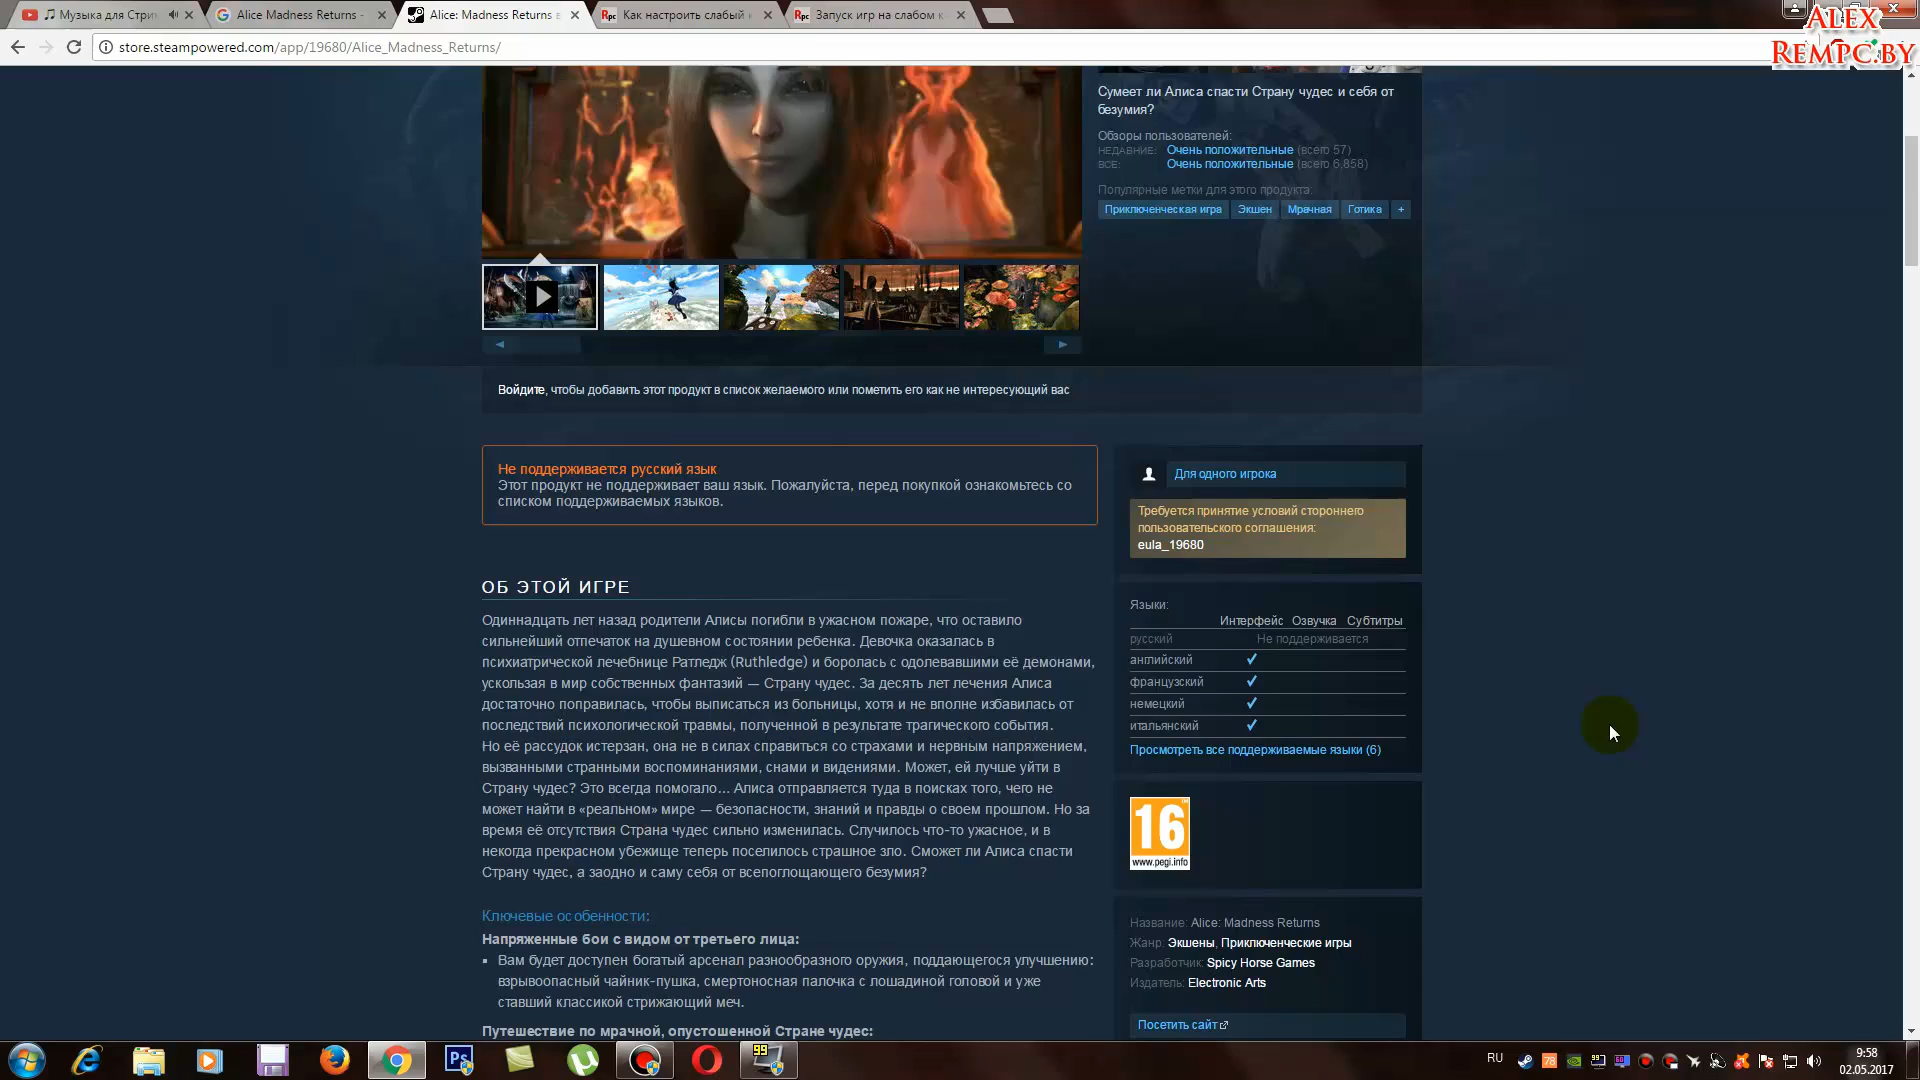 Музыка для Стрим
Alice Madness Returns -
Alice: Madness Returns в
Как настроить слабый к
Запуск игр на слабом к
store.steampowered.com/app/19680/Alice_Madness_Returns/
ALEX
REMPC.BY
Сумеет ли Алиса спасти Страну чудес и себя от
безумия?
Обзоры пользователей:
НЕДАВНИЕ: Очень положительные (всего 57)
ВСЕ: Очень положительные (всего 6,858)
Популярные метки для этого продукта:
Приключенческая игра Экшен Мрачная Готика +
Войдите, чтобы добавить этот продукт в список желаемого или пометить его как не интересующий вас
Не поддерживается русский язык
Этот продукт не поддерживает ваш язык. Пожалуйста, перед покупкой ознакомьтесь со
списком поддерживаемых языков.
ОБ ЭТОЙ ИГРЕ
Одиннадцать лет назад родители Алисы погибли в ужасном пожаре, что оставило
сильнейший отпечаток на душевном состоянии ребенка. Девочка оказалась в
психиатрической лечебнице Ратледж (Ruthledge) и боролась с одолевавшими её демонами,
ускользая в мир собственных фантазий — Страну чудес. За десять лет лечения Алиса
достаточно поправилась, чтобы выписаться из больницы, хотя и не вполне избавилась от
последствий психологической травмы, полученной в результате трагического события.
Но её рассудок истерзан, она не в силах справиться со страхами и нервным напряжением,
вызванными странными воспоминаниями, снами и видениями. Может, ей лучше уйти в
Страну чудес? Это всегда помогало... Алиса отправляется туда в поисках того, чего не
может найти в «реальном» мире — безопасности, знаний и правды о своем прошлом. Но за
время её отсутствия Страна чудес сильно изменилась. Случилось что-то ужасное, и в
некогда прекрасном убежище теперь поселилось страшное зло. Сможет ли Алиса спасти
Страну чудес, а заодно и саму себя от всепоглощающего безумия?
Ключевые особенности:
Напряженные бои с видом от третьего лица:
Вам будет доступен богатый арсенал разнообразного оружия, поддающегося улучшению:
взрывоопасный чайник-пушка, смертоносная палочка с лошадиной головой и уже
ставший классикой стрижающий меч.
Путешествие по мрачной, опустошенной Стране чудес:
Для одного игрока
Требуется принятие условий стороннего
пользовательского соглашения:
eula_19680
Языки:
Интерфейс Озвучка Субтитры
русский Не поддерживается
английский ✔
французский ✔
немецкий ✔
итальянский ✔
Просмотреть все поддерживаемые языки (6)
16
www.pegi.info
Название: Alice: Madness Returns
Жанр: Экшены, Приключенческие игры
Разработчик: Spicy Horse Games
Издатель: Electronic Arts
Посетить сайт
RU
78
9:58
02.05.2017
Ps
99